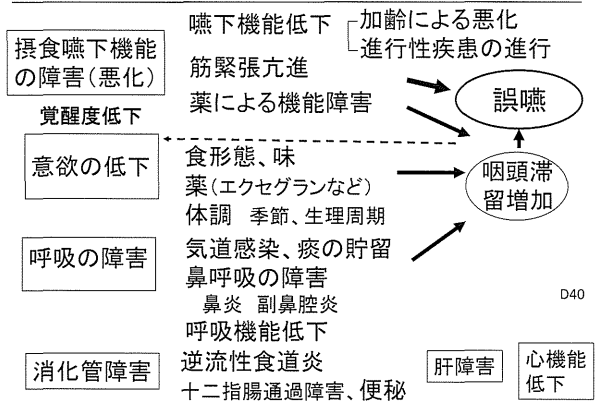 摂食嚥下機能
の障害(悪化)
覚醒度低下
嚥下機能低下
加齢による悪化
進行性疾患の進行
筋緊張亢進
薬による機能障害
誤嚥
意欲の低下
食形態、味
薬(エクセグランなど)
体調 季節、生理周期
咽頭滞
留増加
呼吸の障害
気道感染、痰の貯留
鼻呼吸の障害
鼻炎 副鼻腔炎
呼吸機能低下
D40
消化管障害
逆流性食道炎
十二指腸通過障害、便秘
肝障害
心機能
低下